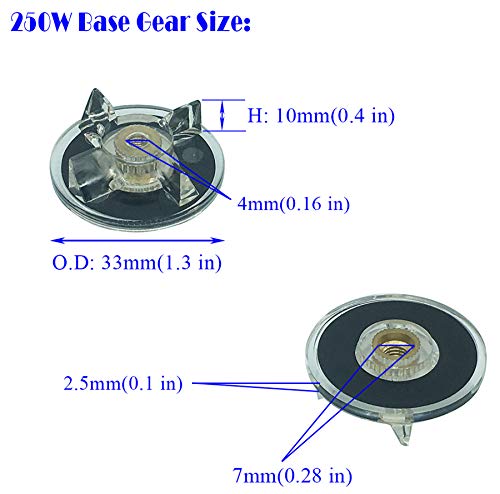 250W Base Gear Size:
H: 10mm(0.4 in)
4mm(0.16 in)
O.D: 33mm(1.3 in)
2.5mm(0.1 in)
7mm(0.28 in)